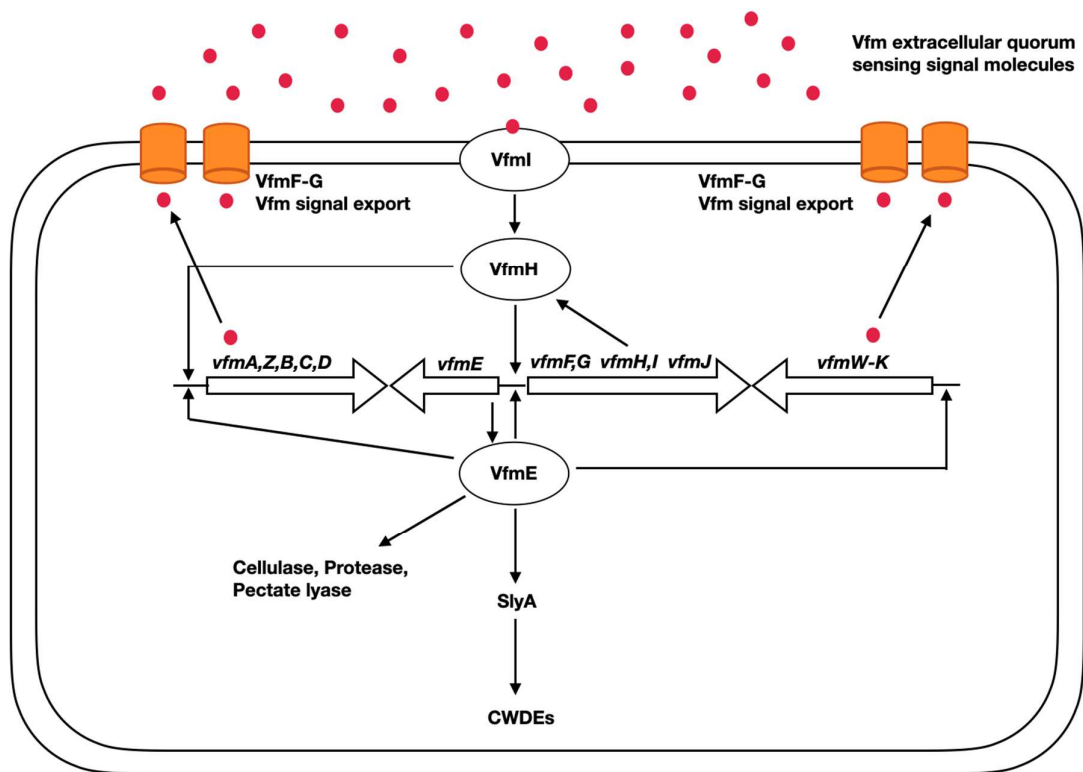 Vfm extracellular quorum
sensing signal molecules
VfmI
VfmF-G
Vfm signal export
VfmF-G
Vfm signal export
VfmH
vfmA,Z,B,C,D
vfmE
vfmF,G vfmH,I vfmJ
vfmW-K
VfmE
Cellulase, Protease,
Pectate lyase
SlyA
CWDEs